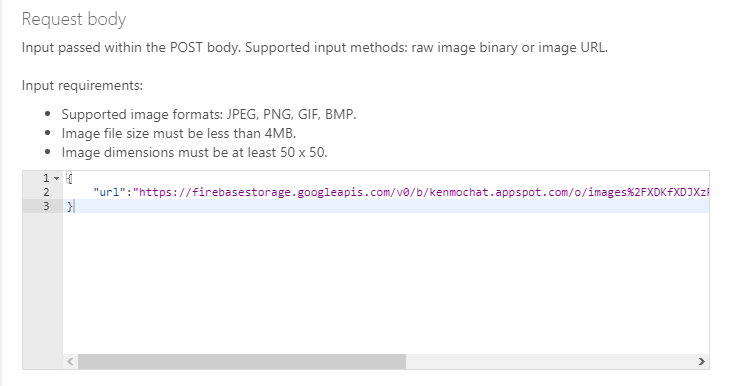 Request body
Input passed within the POST body. Supported input methods: raw image binary or image URL.
Input requirements:
• Supported image formats: JPEG, PNG, GIF, BMP.
• Image file size must be less than 4MB.
• Image dimensions must be at least 50 x 50.
1 {
2 "url":"https://firebasestorage.googleapis.com/v0/b/kenmochat.appspot.com/o/images%2FXDKfXDJXz
3 }